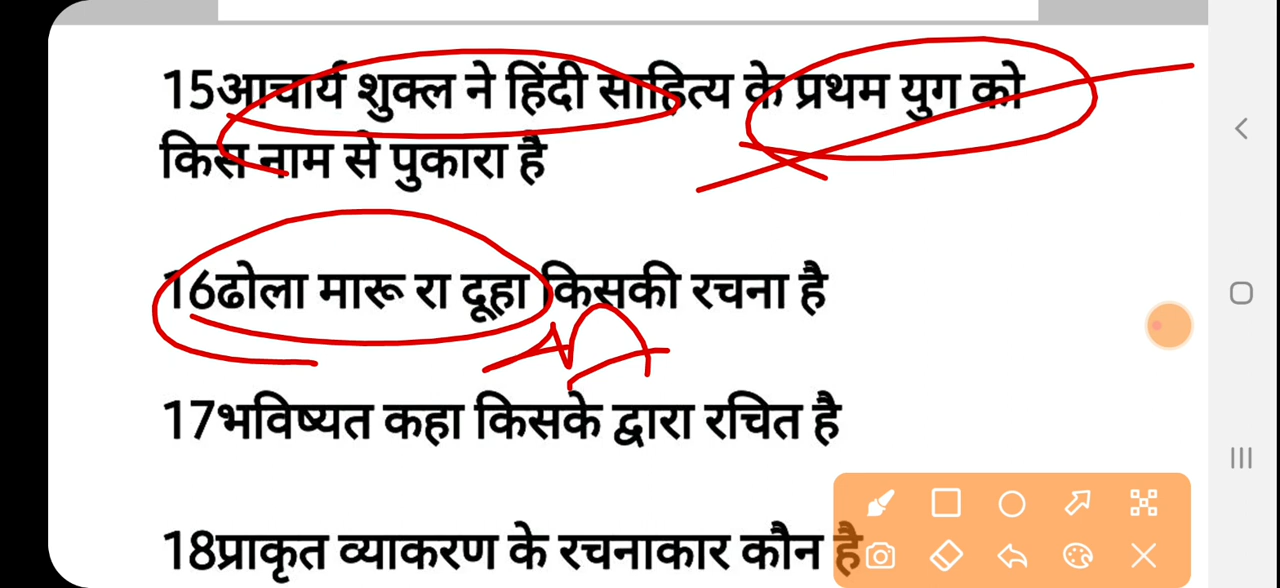 15आचार्य शुक्ल ने हिंदी साहित्य के प्रथम युग को
किस नाम से पुकारा है
16ढोला मारू रा दूहा किसकी रचना है
17भविष्यत कहा किसके द्वारा रचित है
18प्राकृत व्याकरण के रचनाकार कौन है